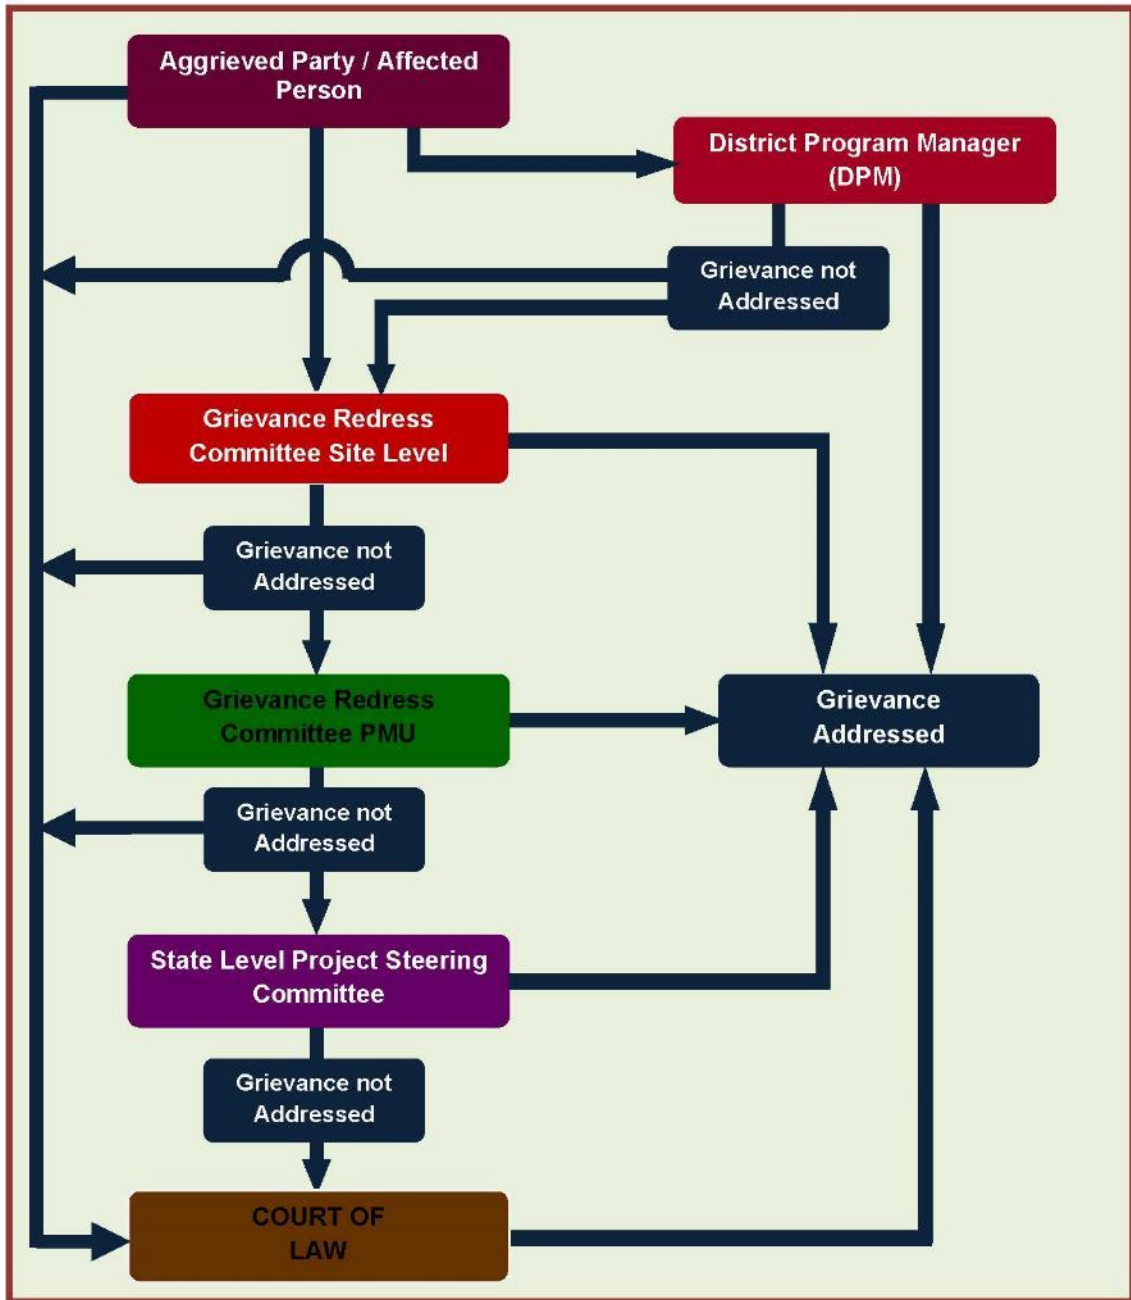 Aggrieved Party / Affected
Person
District Program Manager
(DPM)
Grievance not
Addressed
Grievance Redress
Committee Site Level
Grievance not
Addressed
Grievance Redress
Committee PMU
Grievance
Addressed
Grievance not
Addressed
State Level Project Steering
Committee
Grievance not
Addressed
COURT OF
LAW